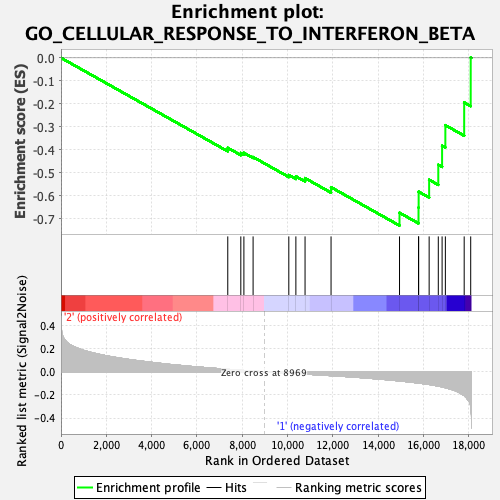 Enrichment plot:
GO_CELLULAR_RESPONSE_TO_INTERFERON_BETA
Enrichment score (ES)
0.0
-0.1
-0.2
-0.3
-0.4
-0.5
-0.6
-0.7
'2' (positively correlated)
Ranked list metric (Signal2Noise)
0.4
0.2
0.0
-0.2
-0.4
Zero cross at 8969
'1' (negatively correlated)
0 2,000 4,000 6,000 8,000 10,000 12,000 14,000 16,000 18,000
Rank in Ordered Dataset
Enrichment profile Hits Ranking metric scores